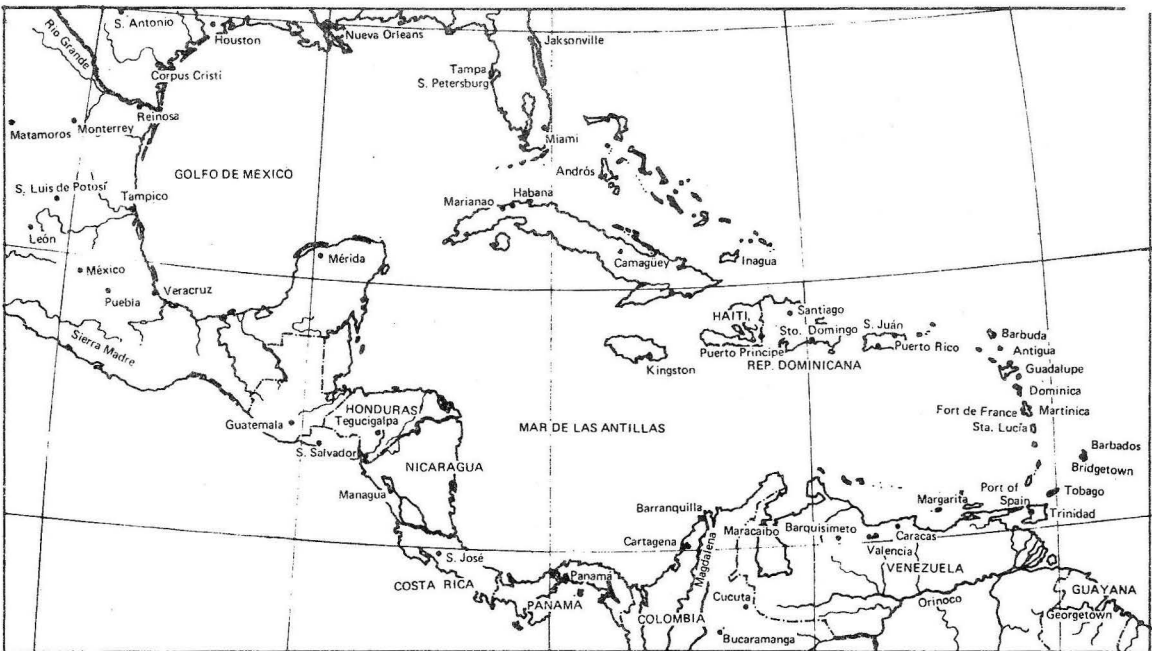 S. Antonio
Houston
Nueva Orleans
Jaksonville
Rio Grande
Corpus Cristi
Tampa
S. Petersburg
Reinosa
Matamoros
Monterrey
Miami
Andrós
GOLFO DE MEXICO
S. Luis de Potosí
Tampico
Habana
Marianao
León
México
Mérida
Camaguey
Inagua
Puebla
Veracruz
Sierra Madre
HAITI
Santiago
Sto. Domingo
S. Juán
Puerto Rico
Puerto Principe
REP. DOMINICANA
Kingston
Barbuda
Antigua
Guadalupe
Dominica
Fort de France
Martinica
Sta. Lucía
HONDURAS
Tegucigalpa
Guatemala
S. Salvador
MAR DE LAS ANTILLAS
Barbados
Bridgetown
NICARAGUA
Managua
Barranquilla
Maracaibo
Barquisimeto
Margarita
Port of
Spain
Tobago
Trinidad
Cartagena
Magdalena
Caracas
Valencia
VENEZUELA
S. José
COSTA RICA
Panama
PANAMA
Cucuta
COLOMBIA
Bucaramanga
Orinoco
GUAYANA
Georgetown